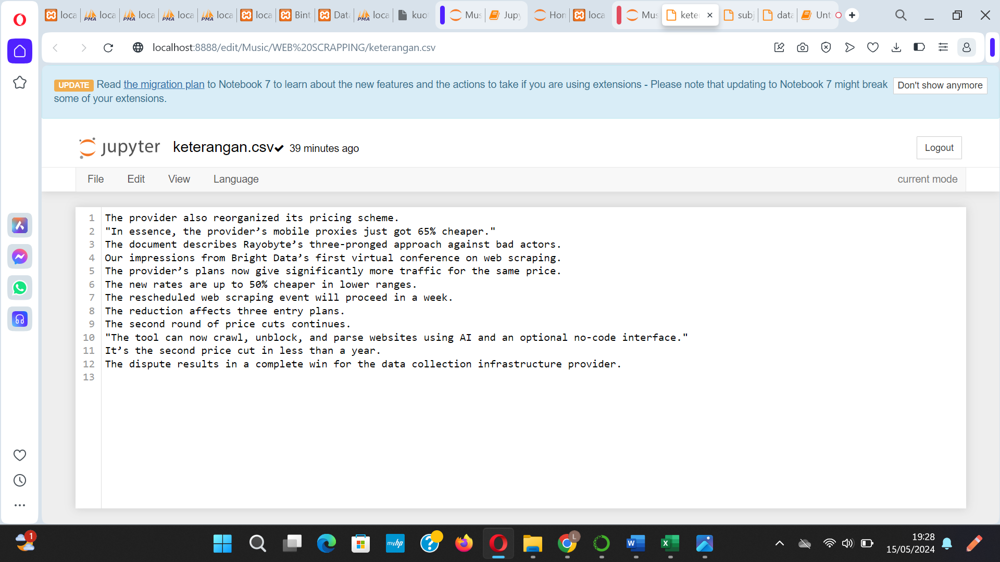 loca
loca
loca
loca
loca
loca
Bint
Dat
loca
kuo
Mus
Jupy
Hom
loca
Mus
kete
subj
data
Unt
localhost:8888/edit/Music/WEB%20SCRAPPING/keterangan.csv
UPDATE Read the migration plan to Notebook 7 to learn about the new features and the actions to take if you are using extensions - Please note that updating to Notebook 7 might break
some of your extensions.
Don't show anymore
jupyter keterangan.csv 39 minutes ago
Logout
File Edit View Language current mode
1 The provider also reorganized its pricing scheme.
2 "In essence, the provider’s mobile proxies just got 65% cheaper."
3 The document describes Rayobyte’s three-pronged approach against bad actors.
4 Our impressions from Bright Data’s first virtual conference on web scraping.
5 The provider’s plans now give significantly more traffic for the same price.
6 The new rates are up to 50% cheaper in lower ranges.
7 The rescheduled web scraping event will proceed in a week.
8 The reduction affects three entry plans.
9 The second round of price cuts continues.
10 "The tool can now crawl, unblock, and parse websites using AI and an optional no-code interface."
11 It’s the second price cut in less than a year.
12 The dispute results in a complete win for the data collection infrastructure provider.
13
1
myhp
L
W
X
19:28
15/05/2024